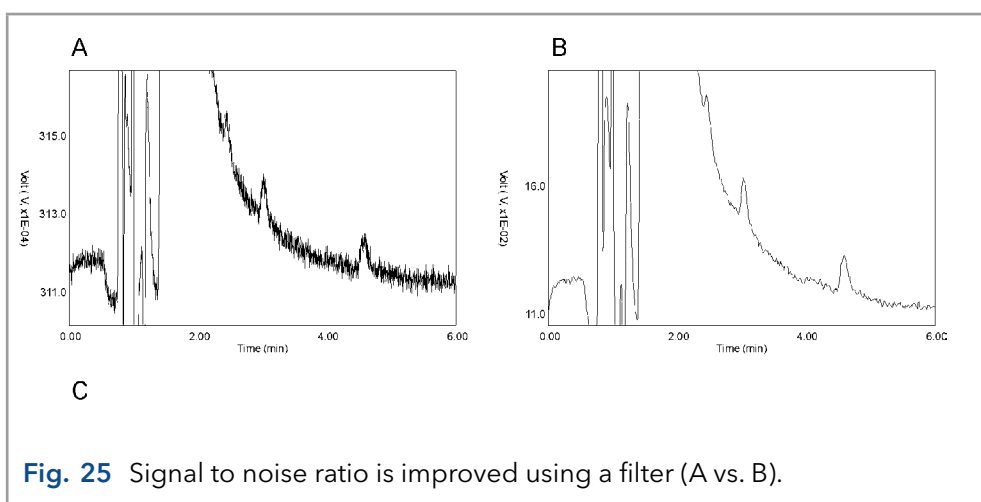 A
B
315.0
313.0
311.0
Volt ( V, x1E-04)
0.00 2.00 4.00 6.00
Time (min)
16.0
11.0
Volt ( V, x1E-02)
0.00 2.00 4.00 6.00
Time (min)
C
Fig. 25 Signal to noise ratio is improved using a filter (A vs. B).